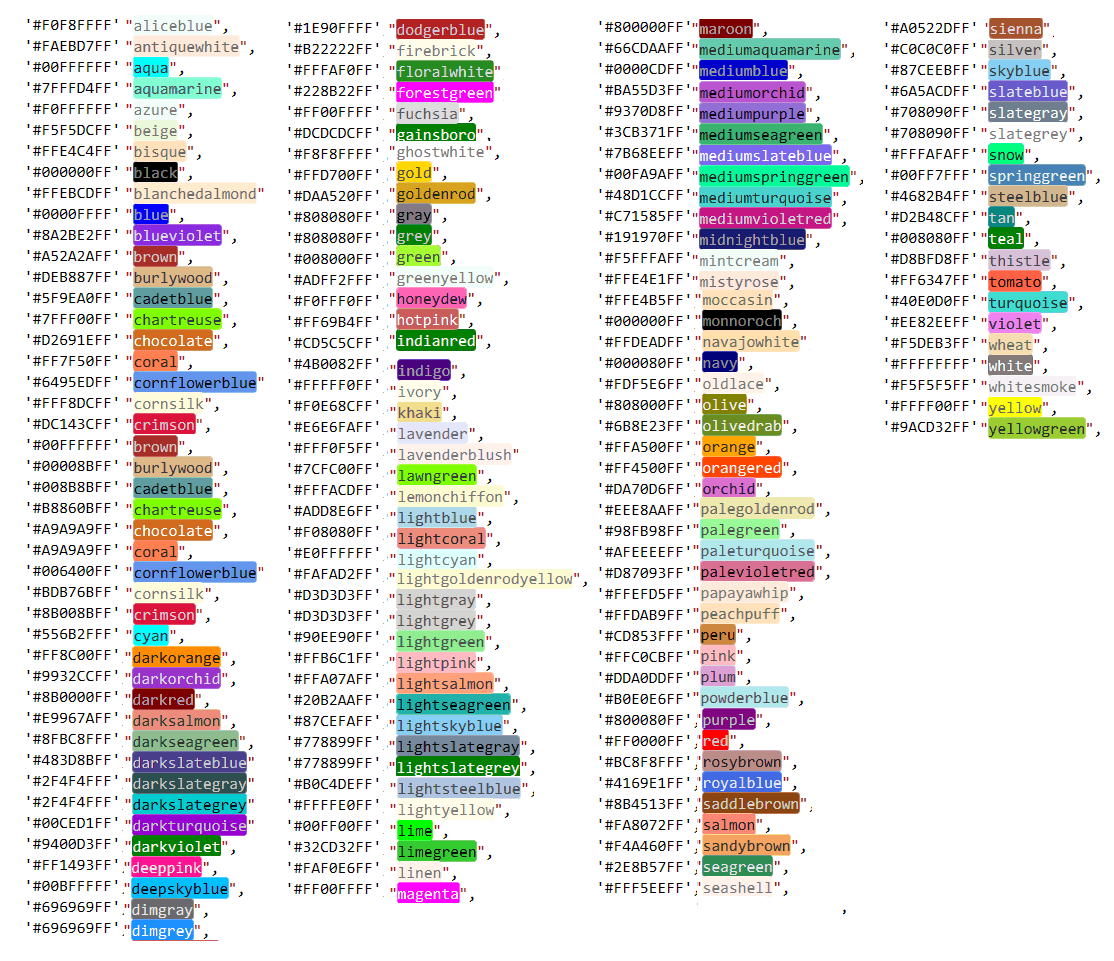 '#F0F8FFFF' "aliceblue",
'#FAEBD7FF' "antiquewhite",
'#00FFFFFF' "aqua",
'#7FFFD4FF' "aquamarine",
'#F0FFFFFF' "azure",
'#F5F5DCFF' "beige",
'#FFE4C4FF' "bisque",
'#000000FF' "black",
'#FFEBCDFF' "blanchedalmond"
'#0000FFFF' "blue",
'#8A2BE2FF' "blueviolet",
'#A52A2AFF' "brown",
'#DEB887FF' "burlywood",
'#5F9EA0FF' "cadetblue",
'#7FFF00FF' "chartreuse",
'#D2691EFF' "chocolate",
'#FF7F50FF' "coral",
'#6495EDFF' "cornflowerblue"
'#FFF8DCFF' "cornsilk",
'#DC143CFF' "crimson",
'#00FFFFFF' "brown",
'#00008BFF' "burlywood",
'#008B8BFF' "cadetblue",
'#B8860BFF' "chartreuse",
'#A9A9A9FF' "chocolate",
'#A9A9A9FF' "coral",
'#006400FF' "cornflowerblue"
'#BDB76BFF' "cornsilk",
'#8B008BFF' "crimson",
'#556B2FFF' "cyan",
'#FF8C00FF' "darkorange",
'#9932CCFF' "darkorchid",
'#8B0000FF' "darkred",
'#E9967AFF' "darksalmon",
'#8FBC8FFF' "darkseagreen",
'#483D8BFF' "darkslateblue"
'#2F4F4FFF' "darkslategray"
'#2F4F4FFF' "darkslategrey"
'#00CED1FF' "darkturquoise"
'#9400D3FF' "darkviolet",
'#FF1493FF' "deeppink",
'#00BFFFFF' "deepskyblue",
'#696969FF' "dimgray",
'#696969FF' "dimgrey",
'#1E90FFFF' "dodgerblue",
'#B22222FF' "firebrick",
'#FFFAF0FF' "floralwhite"
'#228B22FF' "forestgreen"
'#FF00FFFF' "fuchsia",
'#DCDCDCFF' "gainsboro",
'#F8F8FFFF' "ghostwhite",
'#FFD700FF' "gold",
'#DAA520FF' "goldenrod",
'#808080FF' "gray",
'#808080FF' "grey",
'#008000FF' "green",
'#ADFF2FFF' "greenyellow",
'#F0FFF0FF' "honeydew",
'#FF69B4FF' "hotpink",
'#CD5C5CFF' "indianred",
'#4B0082FF' "indigo",
'#FFFFF0FF' "ivory",
'#F0E68CFF' "khaki",
'#E6E6FAFF' "lavender",
'#FFF0F5FF' "lavenderblush"
'#7CFC00FF' "lawngreen",
'#FFFACDFF' "lemonchiffon",
'#ADD8E6FF' "lightblue",
'#F08080FF' "lightcoral",
'#E0FFFFFF' "lightcyan",
'#FAFAD2FF' "lightgoldenrodyellow",
'#D3D3D3FF' "lightgray",
'#D3D3D3FF' "lightgrey",
'#90EE90FF' "lightgreen",
'#FFB6C1FF' "lightpink",
'#FFA07AFF' "lightsalmon",
'#20B2AAFF' "lightseagreen",
'#87CEFAFF' "lightskyblue",
'#778899FF' "lightslategray",
'#778899FF' "lightslategrey",
'#B0C4DEFF' "lightsteelblue",
'#FFFFE0FF' "lightyellow",
'#00FF00FF' "lime",
'#32CD32FF' "limegreen",
'#FAF0E6FF' "linen",
'#FF00FFFF' "magenta",
'#800000FF' "maroon",
'#66CDAAFF' "mediumaquamarine",
'#0000CDFF' "mediumblue",
'#BA55D3FF' "mediumorchid",
'#9370D8FF' "mediumpurple",
'#3CB371FF' "mediumseagreen",
'#7B68EEFF' "mediumslateblue",
'#00FA9AFF' "mediumspringgreen",
'#48D1CCFF' "mediumturquoise",
'#C71585FF' "mediumvioletred",
'#191970FF' "midnightblue",
'#F5FFFAFF' "mintcream",
'#FFE4E1FF' "mistyrose",
'#FFE4B5FF' "moccasin",
'#000000FF' "monnoroch",
'#FFDEADFF' "navajowhite"
'#000080FF' "navy",
'#FDF5E6FF' "oldlace",
'#808000FF' "olive",
'#6B8E23FF' "olivedrab",
'#FFA500FF' "orange",
'#FF4500FF' "orangered",
'#DA70D6FF' "orchid",
'#EEE8AAFF' "palegoldenrod",
'#98FB98FF' "palegreen",
'#AFEEEEFF' "paleturquoise",
'#D87093FF' "palevioletred",
'#FFEFD5FF' "papayawhip",
'#FFDAB9FF' "peachpuff",
'#CD853FFF' "peru",
'#FFC0CBFF' "pink",
'#DDA0DDFF' "plum",
'#B0E0E6FF' "powderblue",
'#800080FF' "purple",
'#FF0000FF' "red",
'#BC8F8FFF' "rosybrown",
'#4169E1FF' "royalblue",
'#8B4513FF' "saddlebrown",
'#FA8072FF' "salmon",
'#F4A460FF' "sandybrown",
'#2E8B57FF' "seagreen",
'#FFF5EEFF' "seashell",
,
'#A0522DFF' "sienna",
'#C0C0C0FF' "silver",
'#87CEEBFF' "skyblue",
'#6A5ACDFF' "slateblue",
'#708090FF' "slategray",
'#708090FF' "slategrey",
'#FFFAFAFF' "snow",
'#00FF7FFF' "springgreen",
'#4682B4FF' "steelblue",
'#D2B48CFF' "tan",
'#008080FF' "teal",
'#D8BFD8FF' "thistle",
'#FF6347FF' "tomato",
'#40E0D0FF' "turquoise",
'#EE82EEFF' "violet",
'#F5DEB3FF' "wheat",
'#FFFFFFFF' "white",
'#F5F5F5FF' "whitesmoke",
'#FFFF00FF' "yellow",
'#9ACD32FF' "yellowgreen",